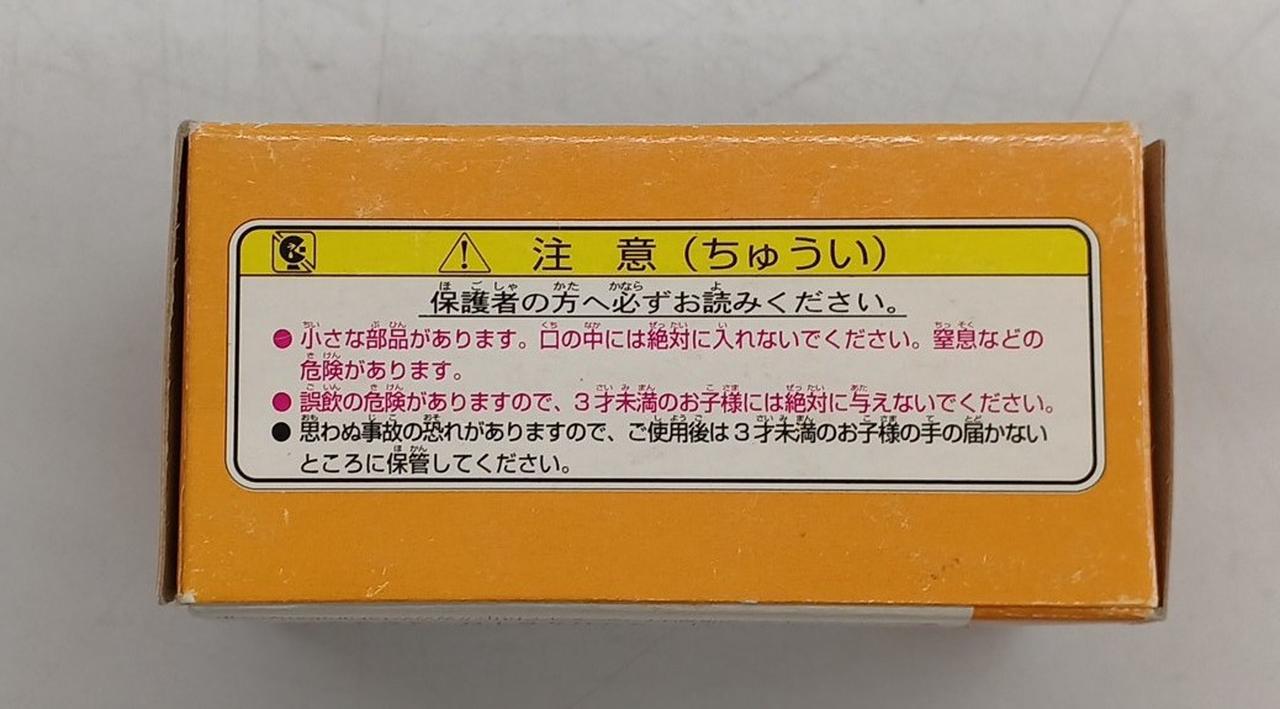 注 意（ちゅうい）
保護者の方へ必ずお読みください。
●小さな部品があります。口の中には絶対に入れないでください。窒息などの
危険があります。
●誤飲の危険がありますので、3才未満のお子様には絶対に与えないでください。
●思わぬ事故の恐れがありますので、ご使用後は3才未満のお子様の手の届かない
ところに保管してください。